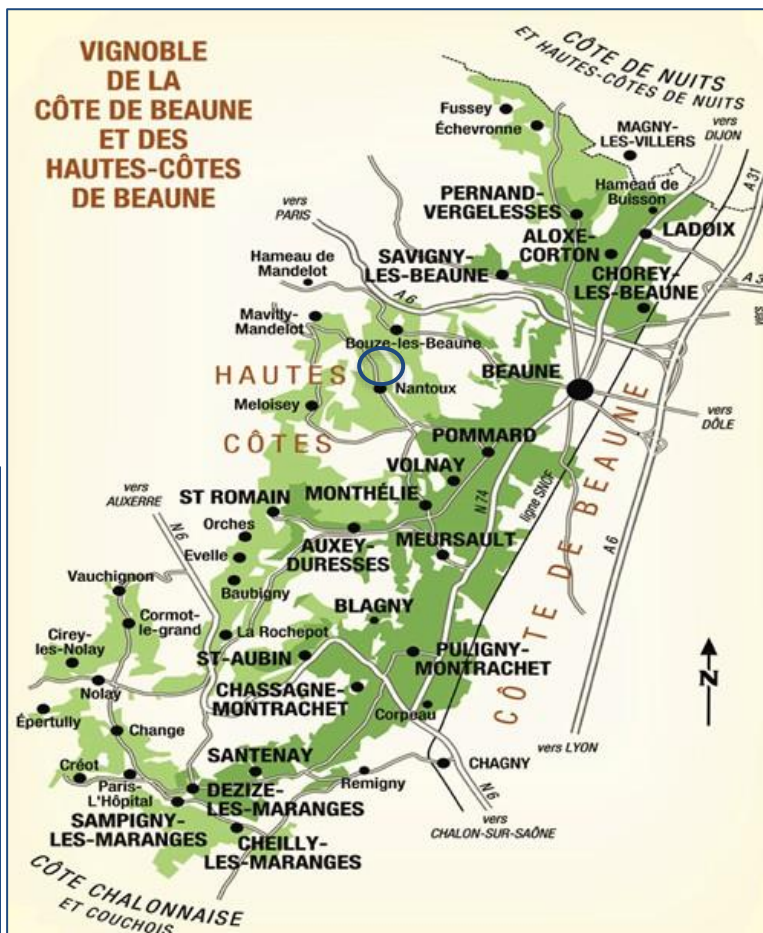 VIGNOBLE
DE LA
CÔTE DE BEAUNE
ET DES
HAUTES-CÔTES
DE BEAUNE
CÔTE DE NUITS
ET HAUTES-CÔTES DE NUITS
Fussey
Échevronne
MAGNY-
LES-VILLERS
vers
DIJON
A 31
Hameau de
Buisson
PERNAND-
VERGELESSES
LADOIX
vers
PARIS
ALOXE-
CORTON
SAVIGNY-
LES-BEAUNE
CHOREY-
LES-BEAUNE
A 3
vers
Hameau de
Mandelot
A 6
Mavilly-
Mandelot
Bouze-les-Beaune
BEAUNE
HAUTES
Nantoux
Meloisey
vers
DÔLE
CÔTES
POMMARD
VOLNAY
vers
AUXERRE
N6
ST ROMAIN
MONTHÉLIE
N 74
ligne SNCF
CÔTE DE BEAUNE
A6
Orches
AUXEY-
DURESSES
MEURSAULT
Evelle
Vauchignon
Baubigny
BLAGNY
Cormot-
le-grand
Cirey-
les-Nolay
La Rochepot
ST-AUBIN
PULIGNY-
MONTRACHET
N
Nolay
CHASSAGNE-
MONTRACHET
Corpeau
Épertully
Change
vers LYON
SANTENAY
CHAGNY
Créot
Remigny
N6
Paris-
L'Hôpital
DEZIZE-
LES-MARANGES
SAMPIGNY-
LES-MARANGES
vers
CHALON-SUR-SAÔNE
CHEILLY-
LES-MARANGES
CÔTE CHALONNAISE
ET COUCHOIS